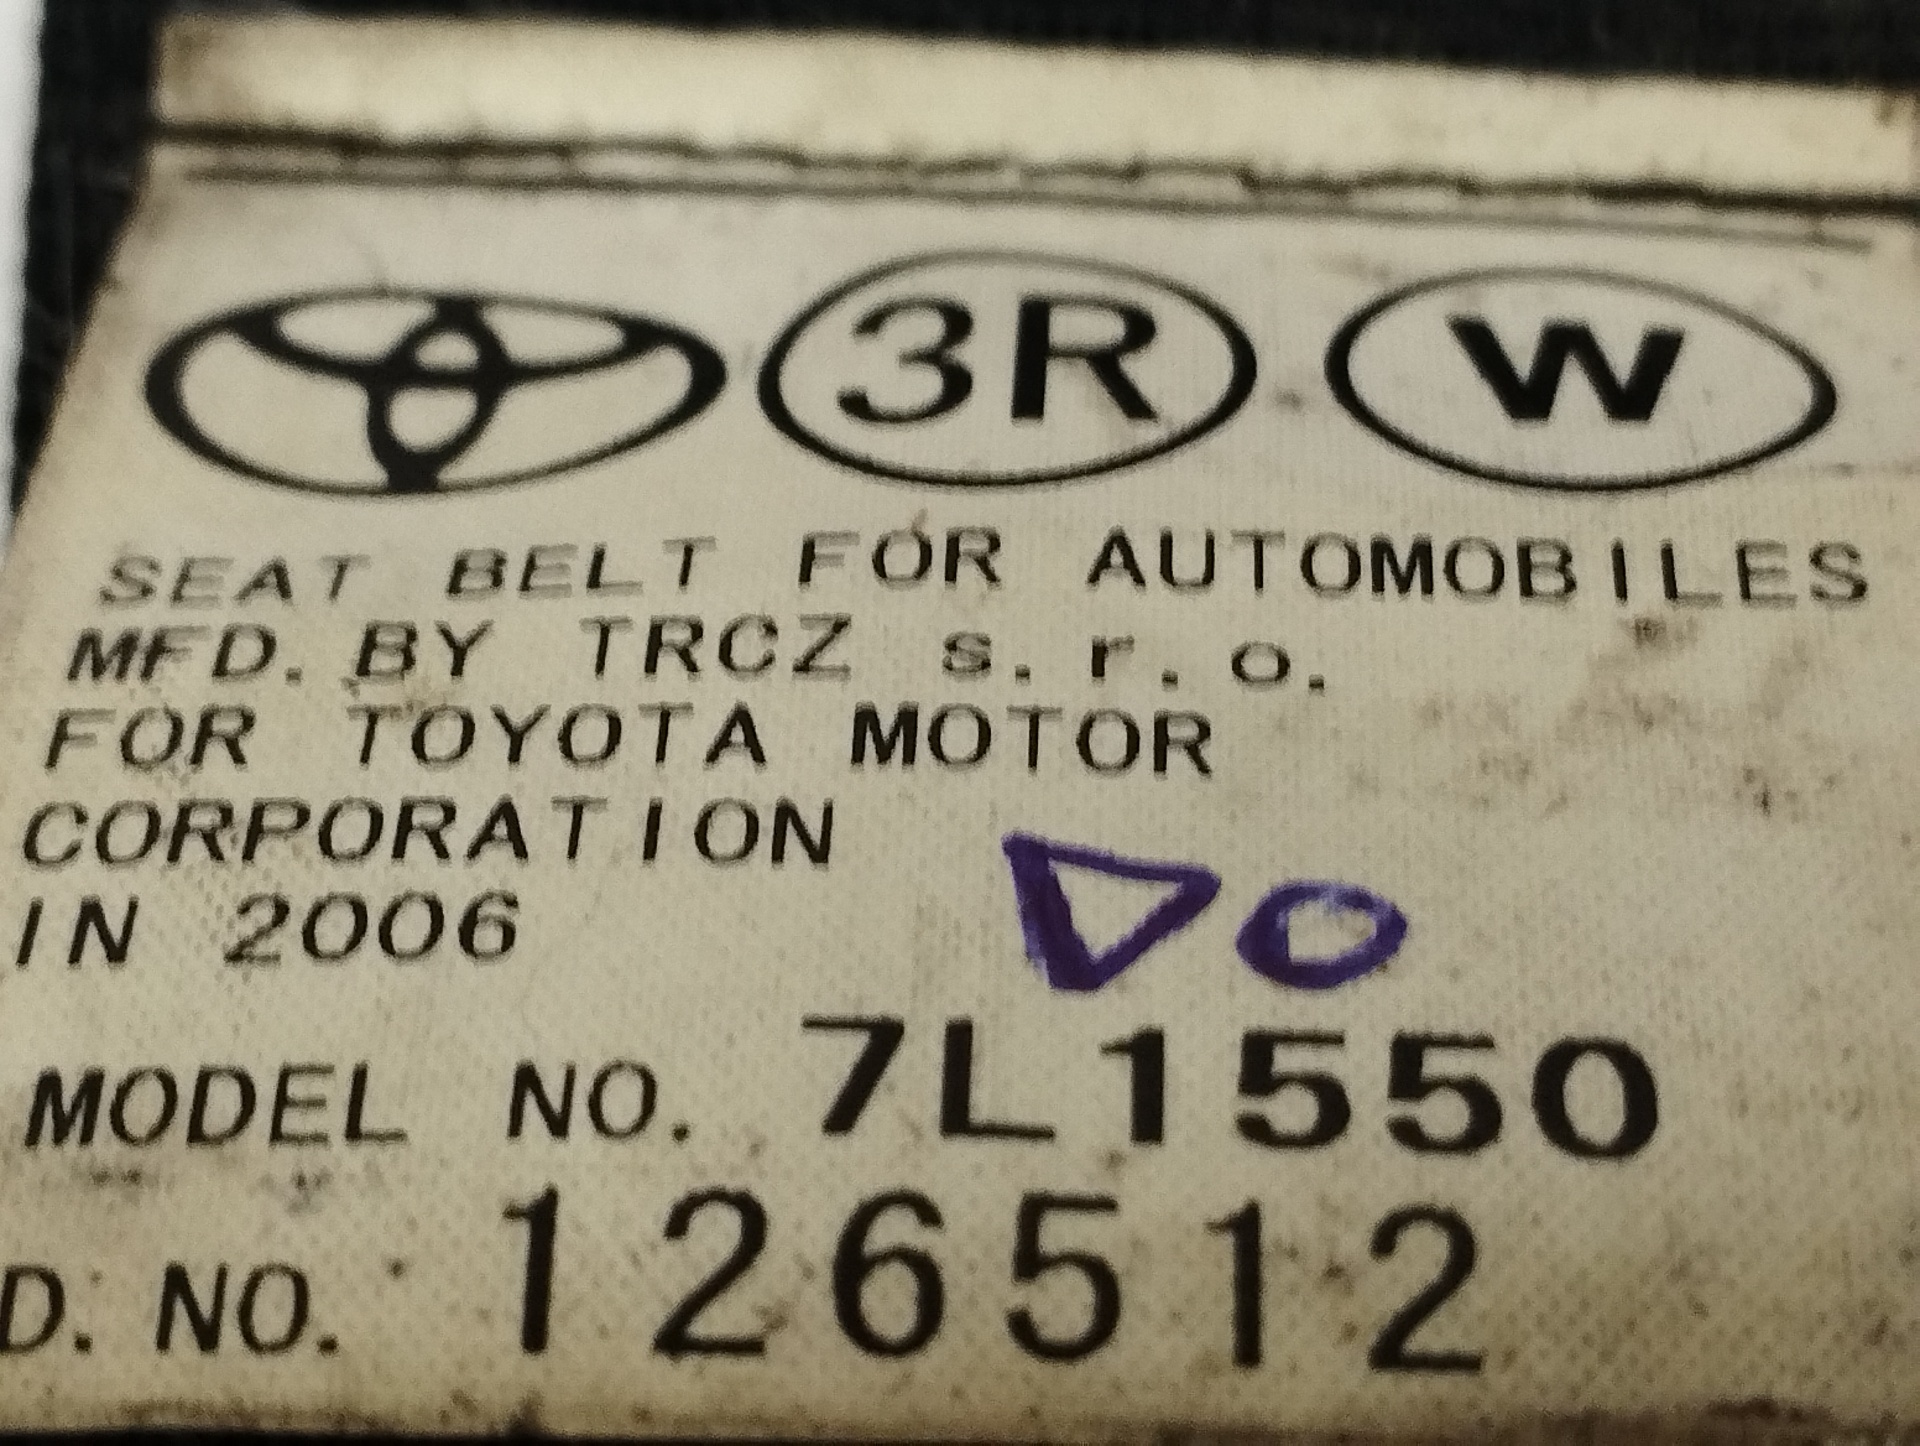 3R W
SEAT BELT FOR AUTOMOBILES
MFD. BY TRCZ s.r.o.
FOR TOYOTA MOTOR
CORPORATION
IN 2006
DO
MODEL NO. 7L1550
D. NO. 126512